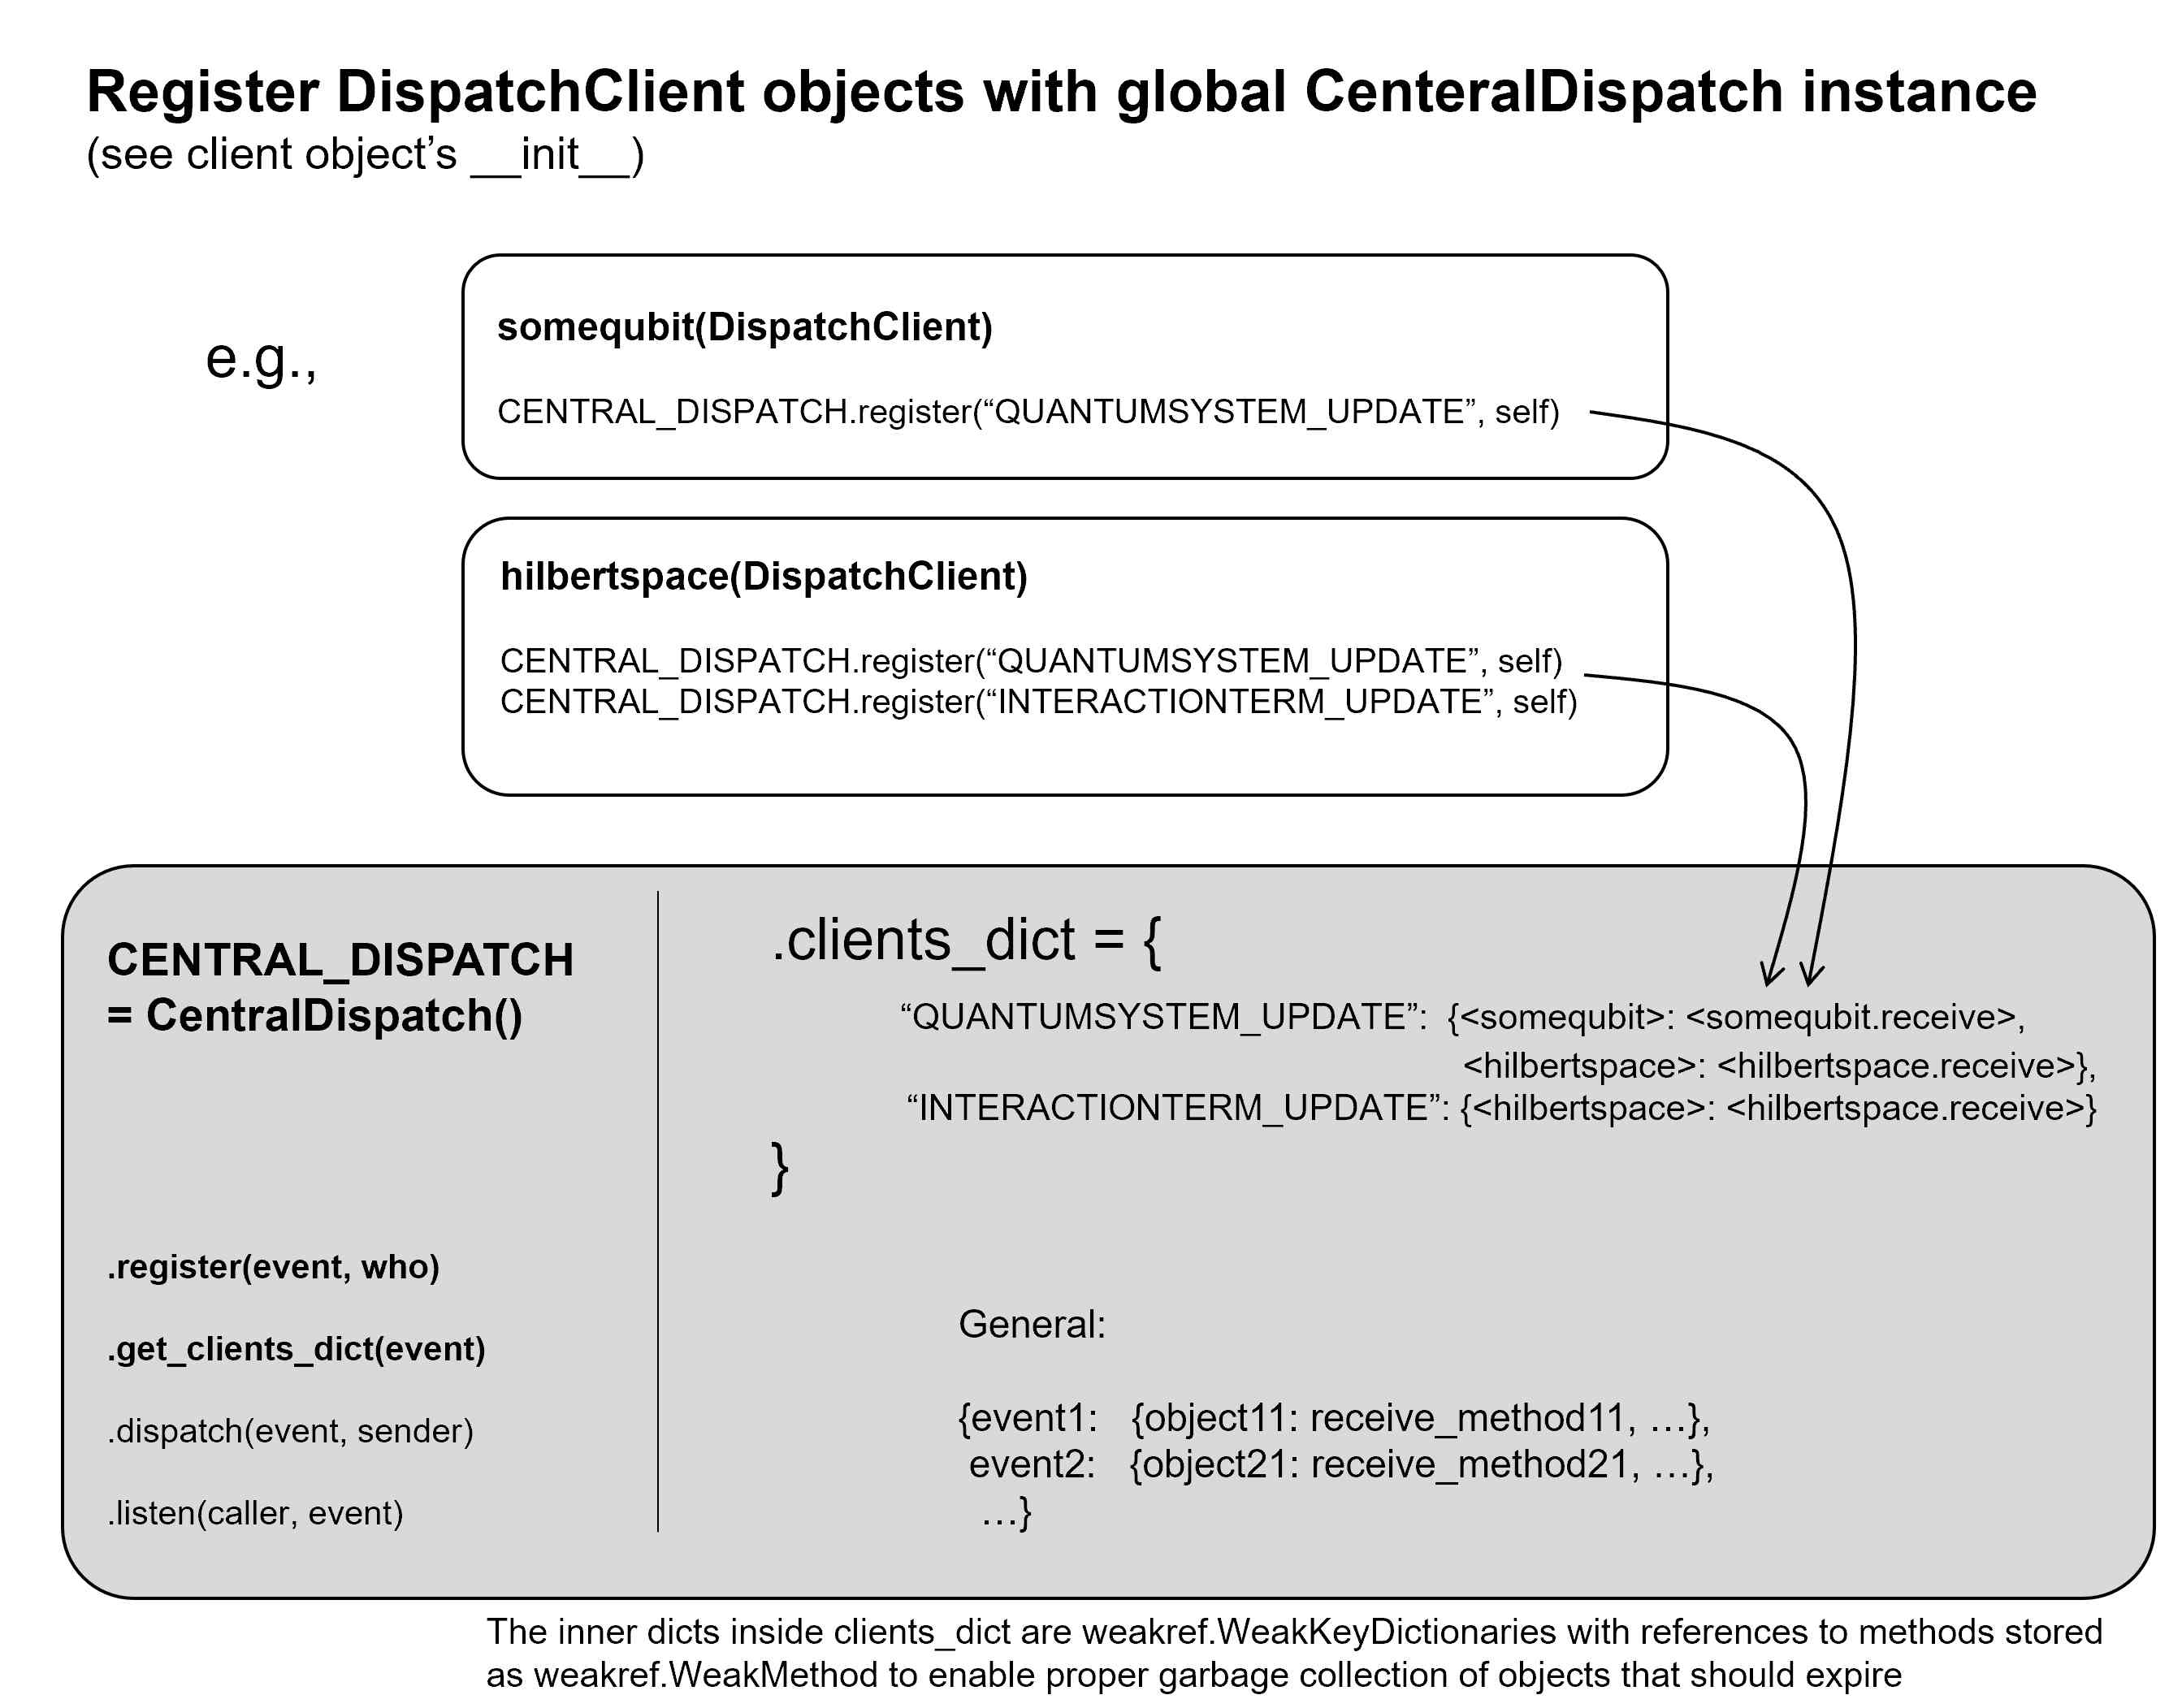 Register DispatchClient objects with global CenteralDispatch instance
(see client object’s __init__)
e.g.,
somequbit(DispatchClient)
CENTRAL_DISPATCH.register(“QUANTUMSYSTEM_UPDATE”, self)
hilbertspace(DispatchClient)
CENTRAL_DISPATCH.register(“QUANTUMSYSTEM_UPDATE”, self)
CENTRAL_DISPATCH.register(“INTERACTIONTERM_UPDATE”, self)
CENTRAL_DISPATCH
= CentralDispatch()
.register(event, who)
.get_clients_dict(event)
.dispatch(event, sender)
.listen(caller, event)
.clients_dict = {
“QUANTUMSYSTEM_UPDATE”: {<somequbit>: <somequbit.receive>,
<hilbertspace>: <hilbertspace.receive>},
“INTERACTIONTERM_UPDATE”: {<hilbertspace>: <hilbertspace.receive>}
}
General:
{event1: {object11: receive_method11, …},
event2: {object21: receive_method21, …},
…}
The inner dicts inside clients_dict are weakref.WeakKeyDictionaries with references to methods stored
as weakref.WeakMethod to enable proper garbage collection of objects that should expire